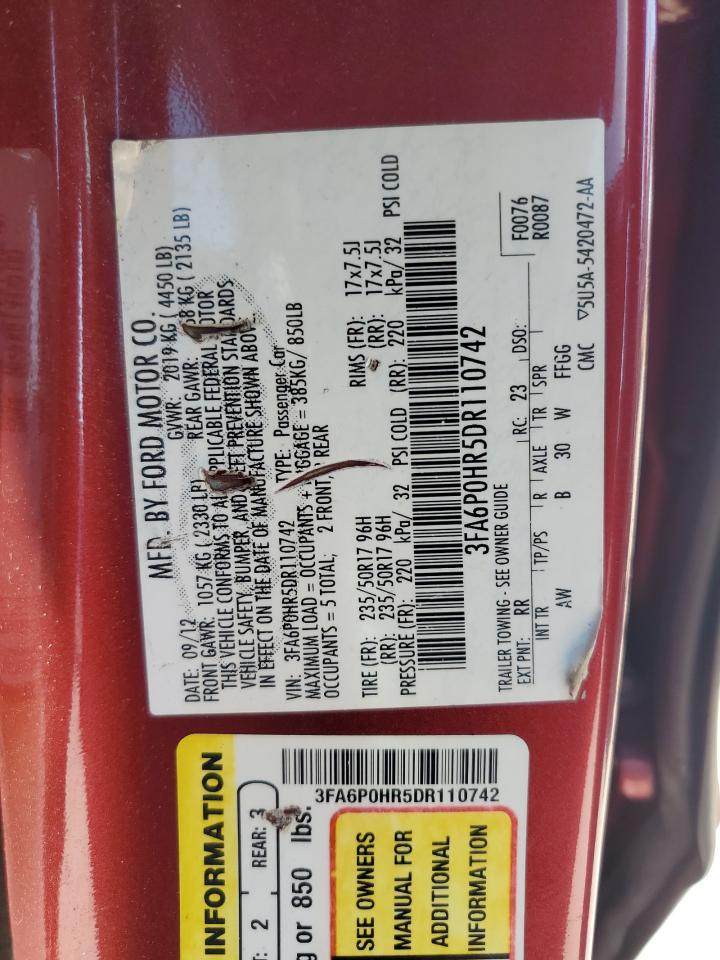 MFD. BY FORD MOTOR CO.
DATE: 09/12 GVWR: 2019 KG ( 4450 LB)
FRONT GAWR: 1057 KG ( 2330 LB) REAR GAWR: 8 KG ( 2135 LB)
THIS VEHICLE CONFORMS TO APPLICABLE FEDERAL MOTOR
VEHICLE SAFETY, BUMPER, AND THEFT PREVENTION STANDARDS
IN EFFECT ON THE DATE OF MANUFACTURE SHOWN ABOVE.
VIN: 3FA6P0HR5DR110742 TYPE: Passenger Car
MAXIMUM LOAD = OCCUPANTS + LUGGAGE = 385KG/ 850LB
OCCUPANTS = 5 TOTAL; 2 FRONT, REAR
TIRE (FR): 235/50R17 96H RIMS (FR): 17x7.5J
(RR): 235/50R17 96H (RR): 17x7.5J
PRESSURE (FR): 220 kPa/ 32 PSI COLD (RR): 220 kPa/ 32 PSI COLD
3FA6P0HR5DR110742
F0076
R0087
TRAILER TOWING - SEE OWNER GUIDE
EXT PNT: RR RC: 23 DSO:
INT TR TP/PS R AXLE TR SPR
AW B 30 W FFGG
CMC ▽5U5A-5420472-AA
INFORMATION
T: 2 REAR: 3
g or 850 lbs.
3FA6P0HR5DR110742
SEE OWNERS
MANUAL FOR
ADDITIONAL
INFORMATION